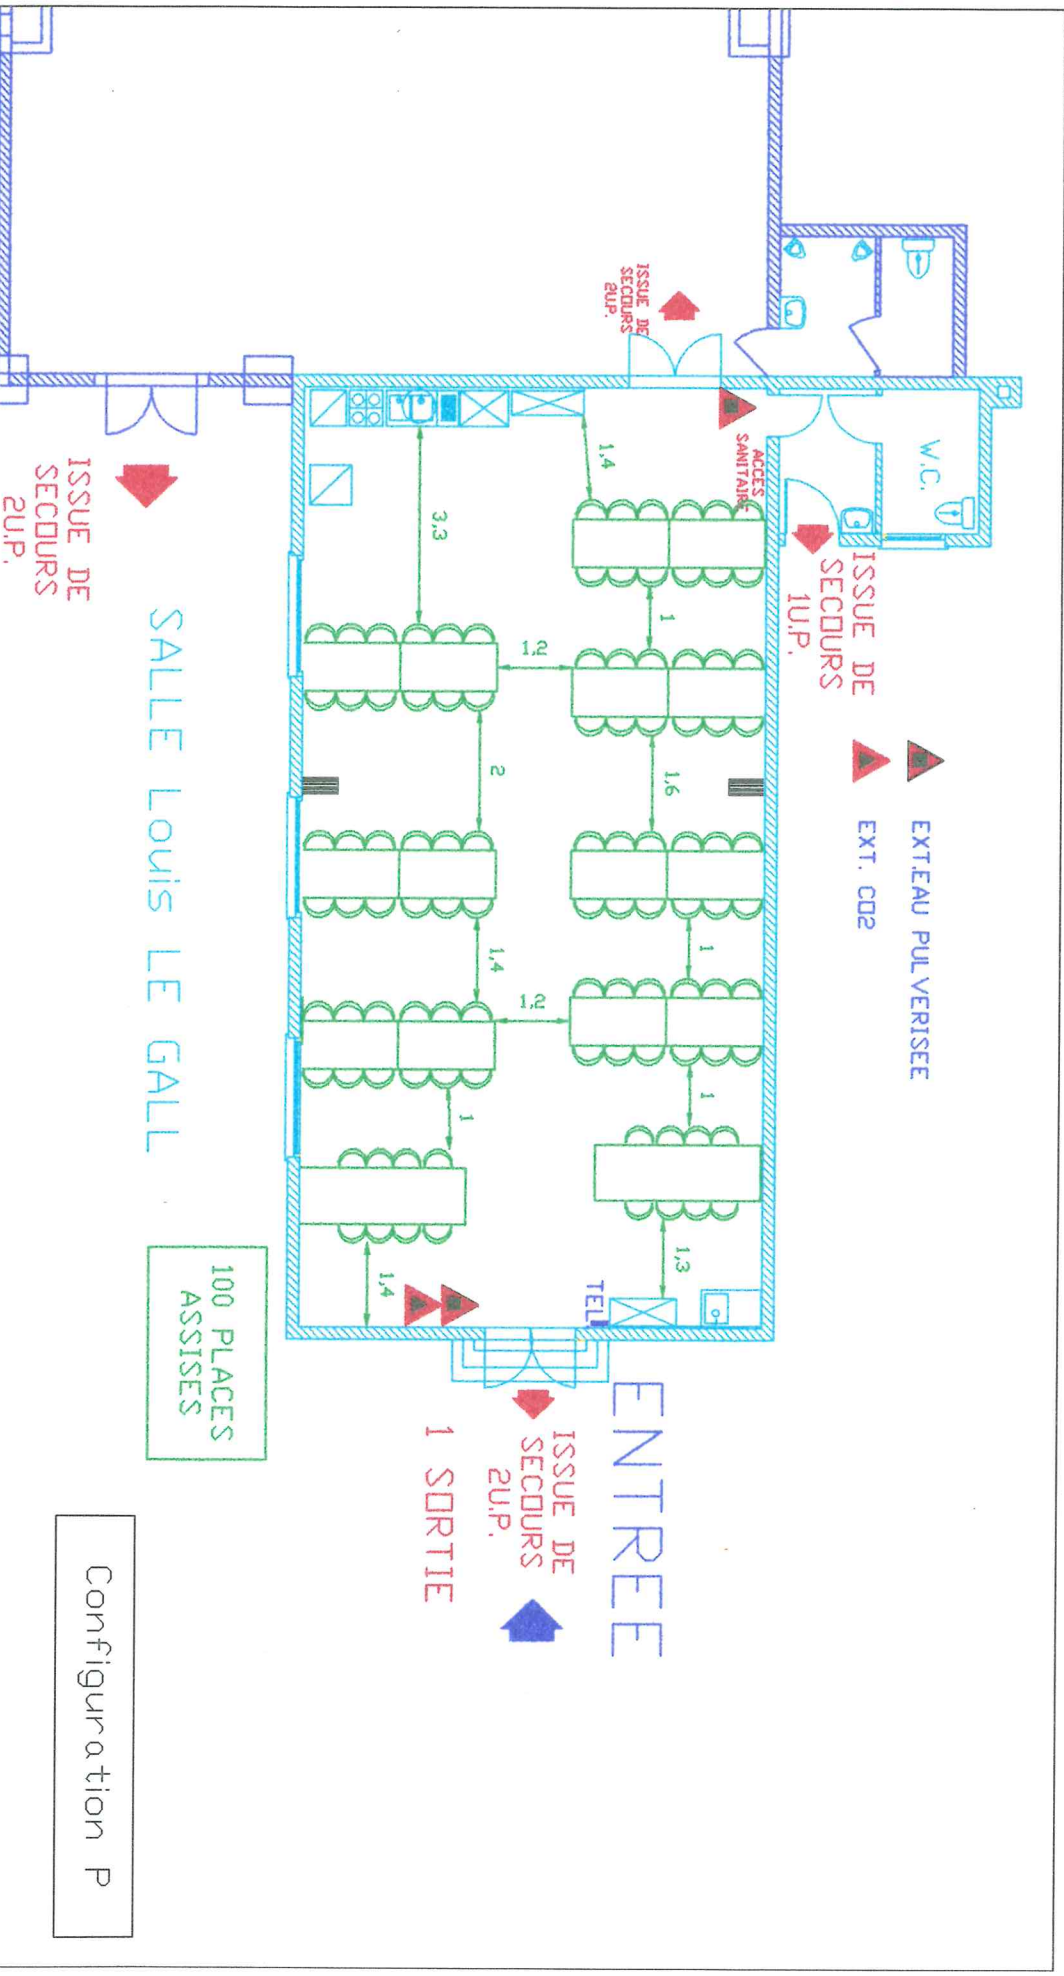 W.C.
ACCES
SANITAIRE
ISSUE DE
SECOURS
2U.P.
ISSUE DE
SECOURS
1U.P.
EXT.EAU PULVERISEE
EXT. CO2
1,4
1
1,6
1
1
1,3
3,3
1,2
2
1,4
1,2
1
1,4
TEL
ENTREE
ISSUE DE
SECOURS
2U.P.
1 SORTIE
ISSUE DE
SECOURS
2U.P.
SALLE LOUIS LE GALL
100 PLACES
ASSISES
Configuration P